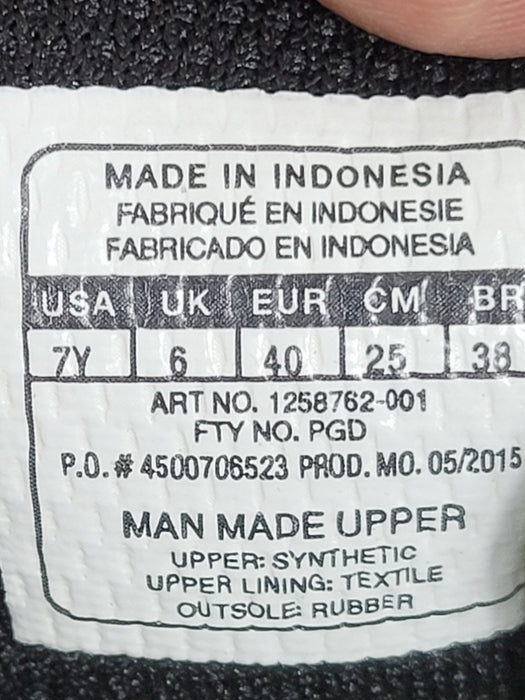 MADE IN INDONESIA
FABRIQUÉ EN INDONESIE
FABRICADO EN INDONESIA
USA UK EUR CM BR
7Y 6 40 25 38
ART NO. 1258762-001
FTY NO. PGD
P.O.# 4500706523 PROD. MO. 05/2015
MAN MADE UPPER
UPPER: SYNTHETIC
UPPER LINING: TEXTILE
OUTSOLE: RUBBER